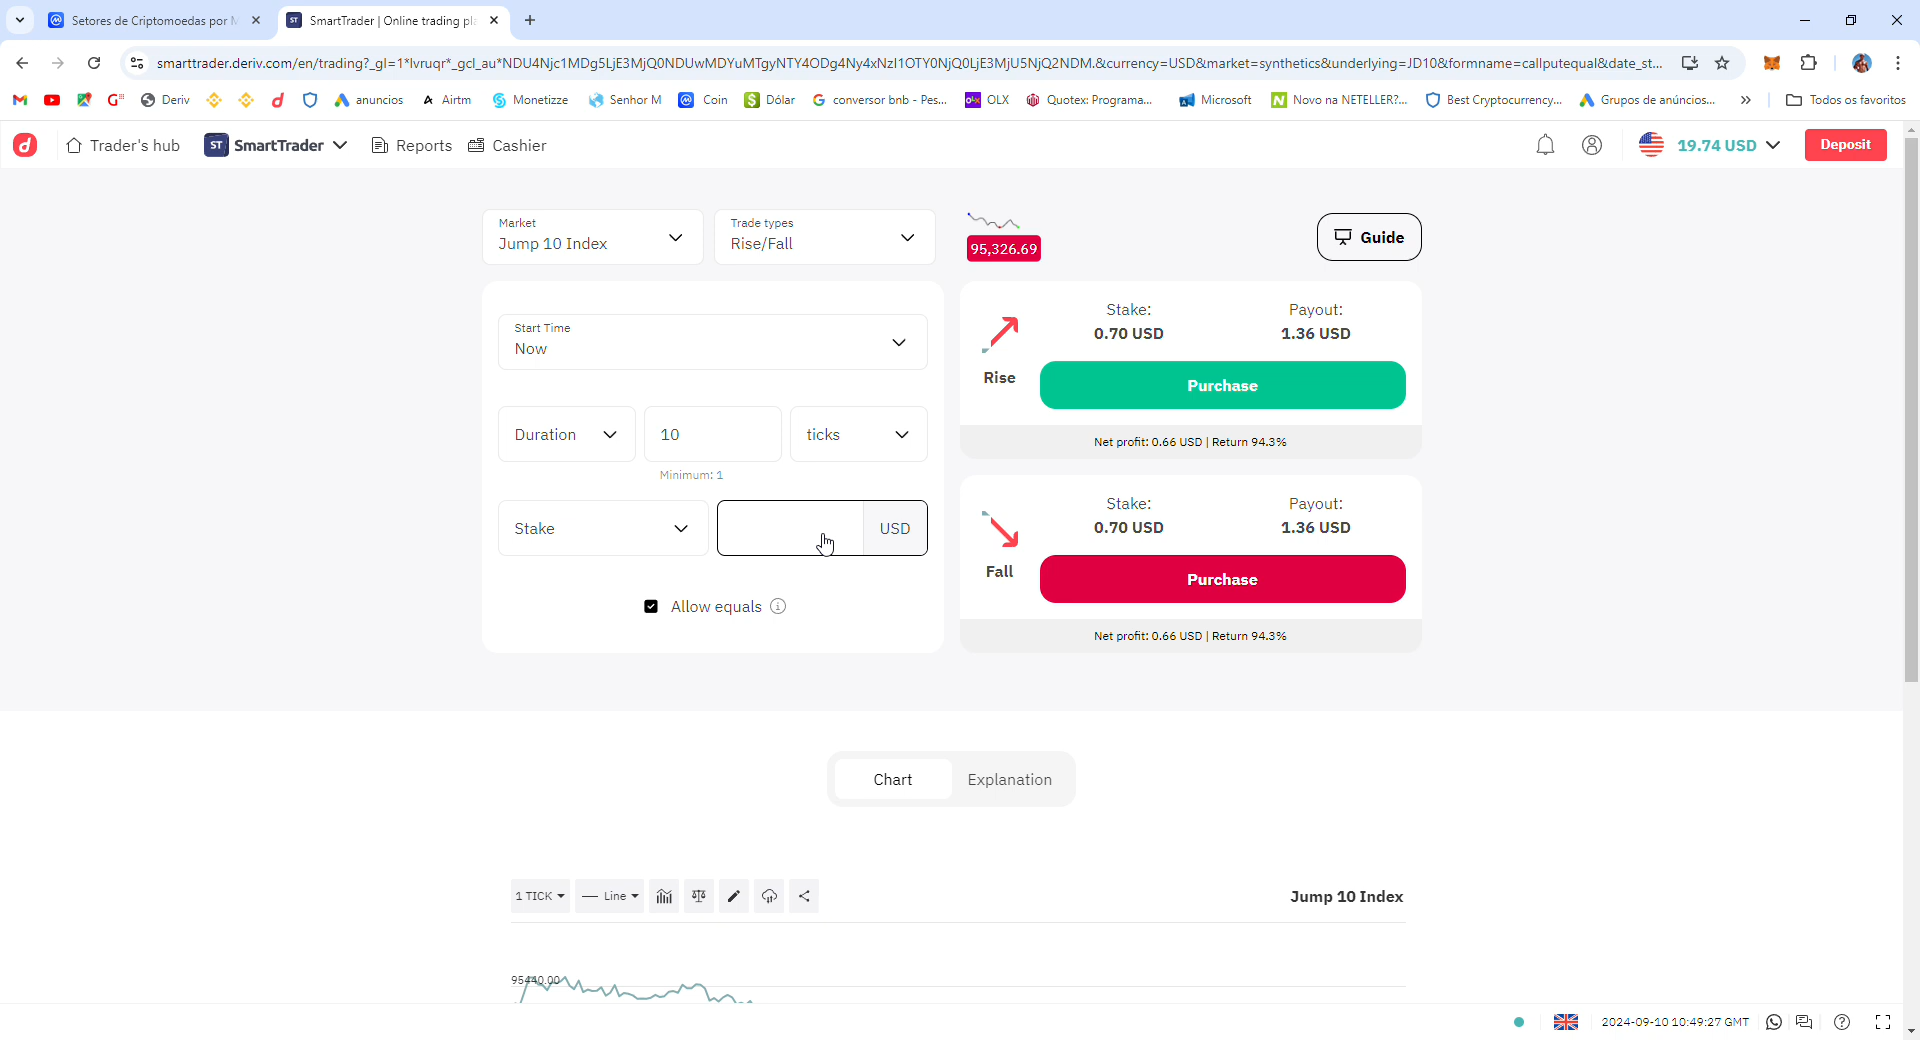 Setores de Criptomoedas por M
SmartTrader | Online trading pla
smarttrader.deriv.com/en/trading?_gl=1*lvruqr*_gcl_au*NDU4Njc1MDg5LjE3MjQ0NDUwMDYuMTgyNTY4ODg4Ny4xNzI1OTY0NjQ0LjE3MjU5NjQ2NDM.&currency=USD&market=synthetics&underlying=JD10&formname=callputequal&date_st...
Deriv
anuncios
Airtm
Monetizze
Senhor M
Coin
Dólar
conversor bnb - Pes...
OLX
Quotex: Programa...
Microsoft
Novo na NETELLER?...
Best Cryptocurrency...
Grupos de anúncios...
Todos os favoritos
Trader's hub
ST SmartTrader
Reports
Cashier
19.74 USD
Deposit
Market
Jump 10 Index
Trade types
Rise/Fall
95,326.69
Guide
Start Time
Now
Duration
10
ticks
Minimum: 1
Stake
USD
Allow equals
Stake:
0.70 USD
Payout:
1.36 USD
Rise
Purchase
Net profit: 0.66 USD | Return 94.3%
Stake:
0.70 USD
Payout:
1.36 USD
Fall
Purchase
Net profit: 0.66 USD | Return 94.3%
Chart
Explanation
1 TICK
Line
Jump 10 Index
95440.00
2024-09-10 10:49:27 GMT